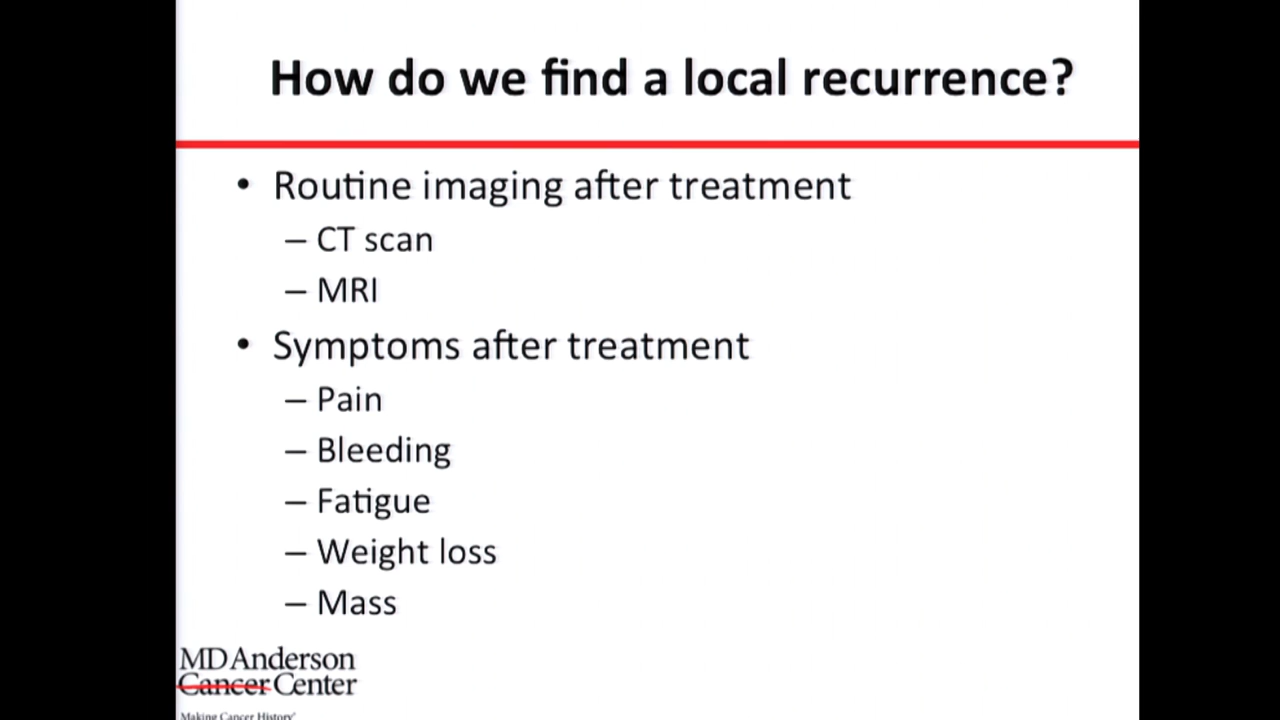 How do we find a local recurrence?
• Routine imaging after treatment
– CT scan
– MRI
• Symptoms after treatment
– Pain
– Bleeding
– Fatigue
– Weight loss
– Mass
MD Anderson
Cancer Center
Making Cancer History®